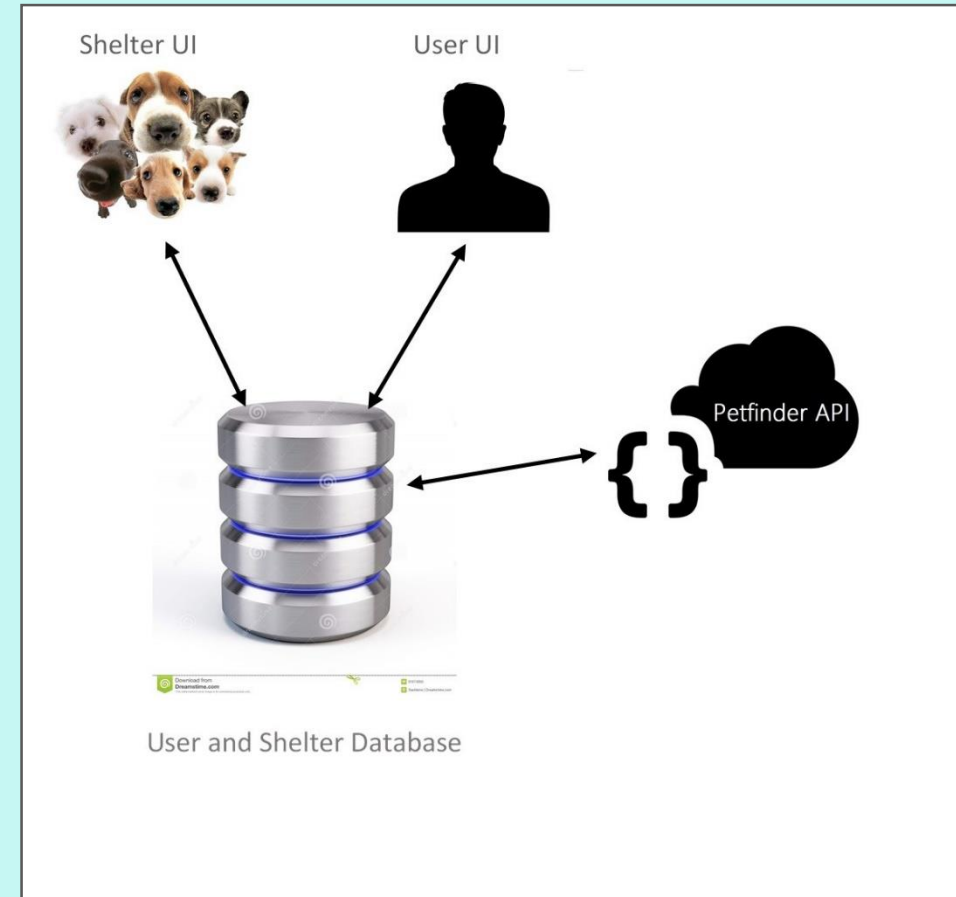 Shelter UI
User UI
Petfinder API
{ }
Download from
Dreamstime.com
User and Shelter Database